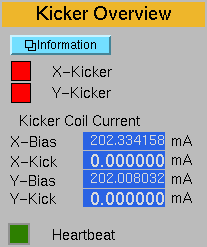 Kicker Overview
Information
X-Kicker
Y-Kicker
Kicker Coil Current
X-Bias 202.334158 mA
X-Kick 0.000000 mA
Y-Bias 202.008032 mA
Y-Kick 0.000000 mA
Heartbeat